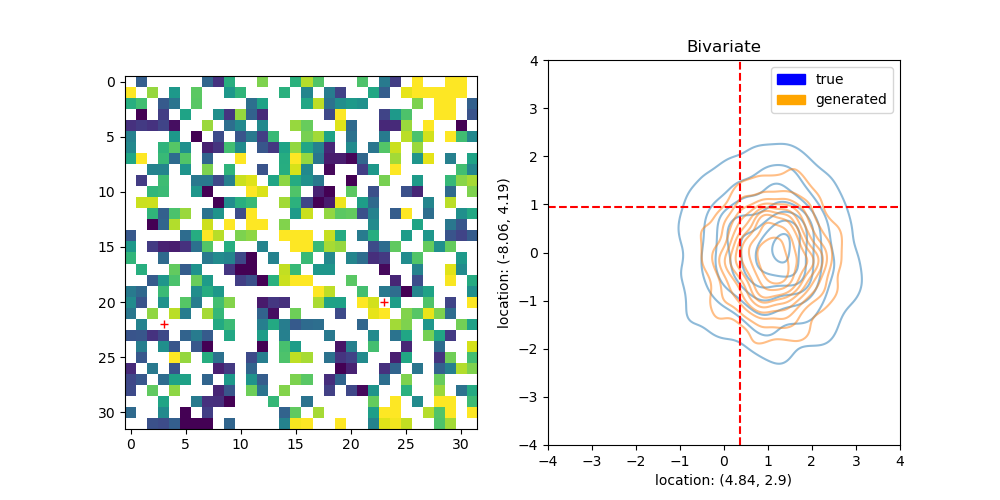 Bivariate
true
generated
0
5
10
15
20
25
30
0 5 10 15 20 25 30
4
3
2
1
0
−1
−2
−3
−4
−4 −3 −2 −1 0 1 2 3 4
location: (-8.06, 4.19)
location: (4.84, 2.9)